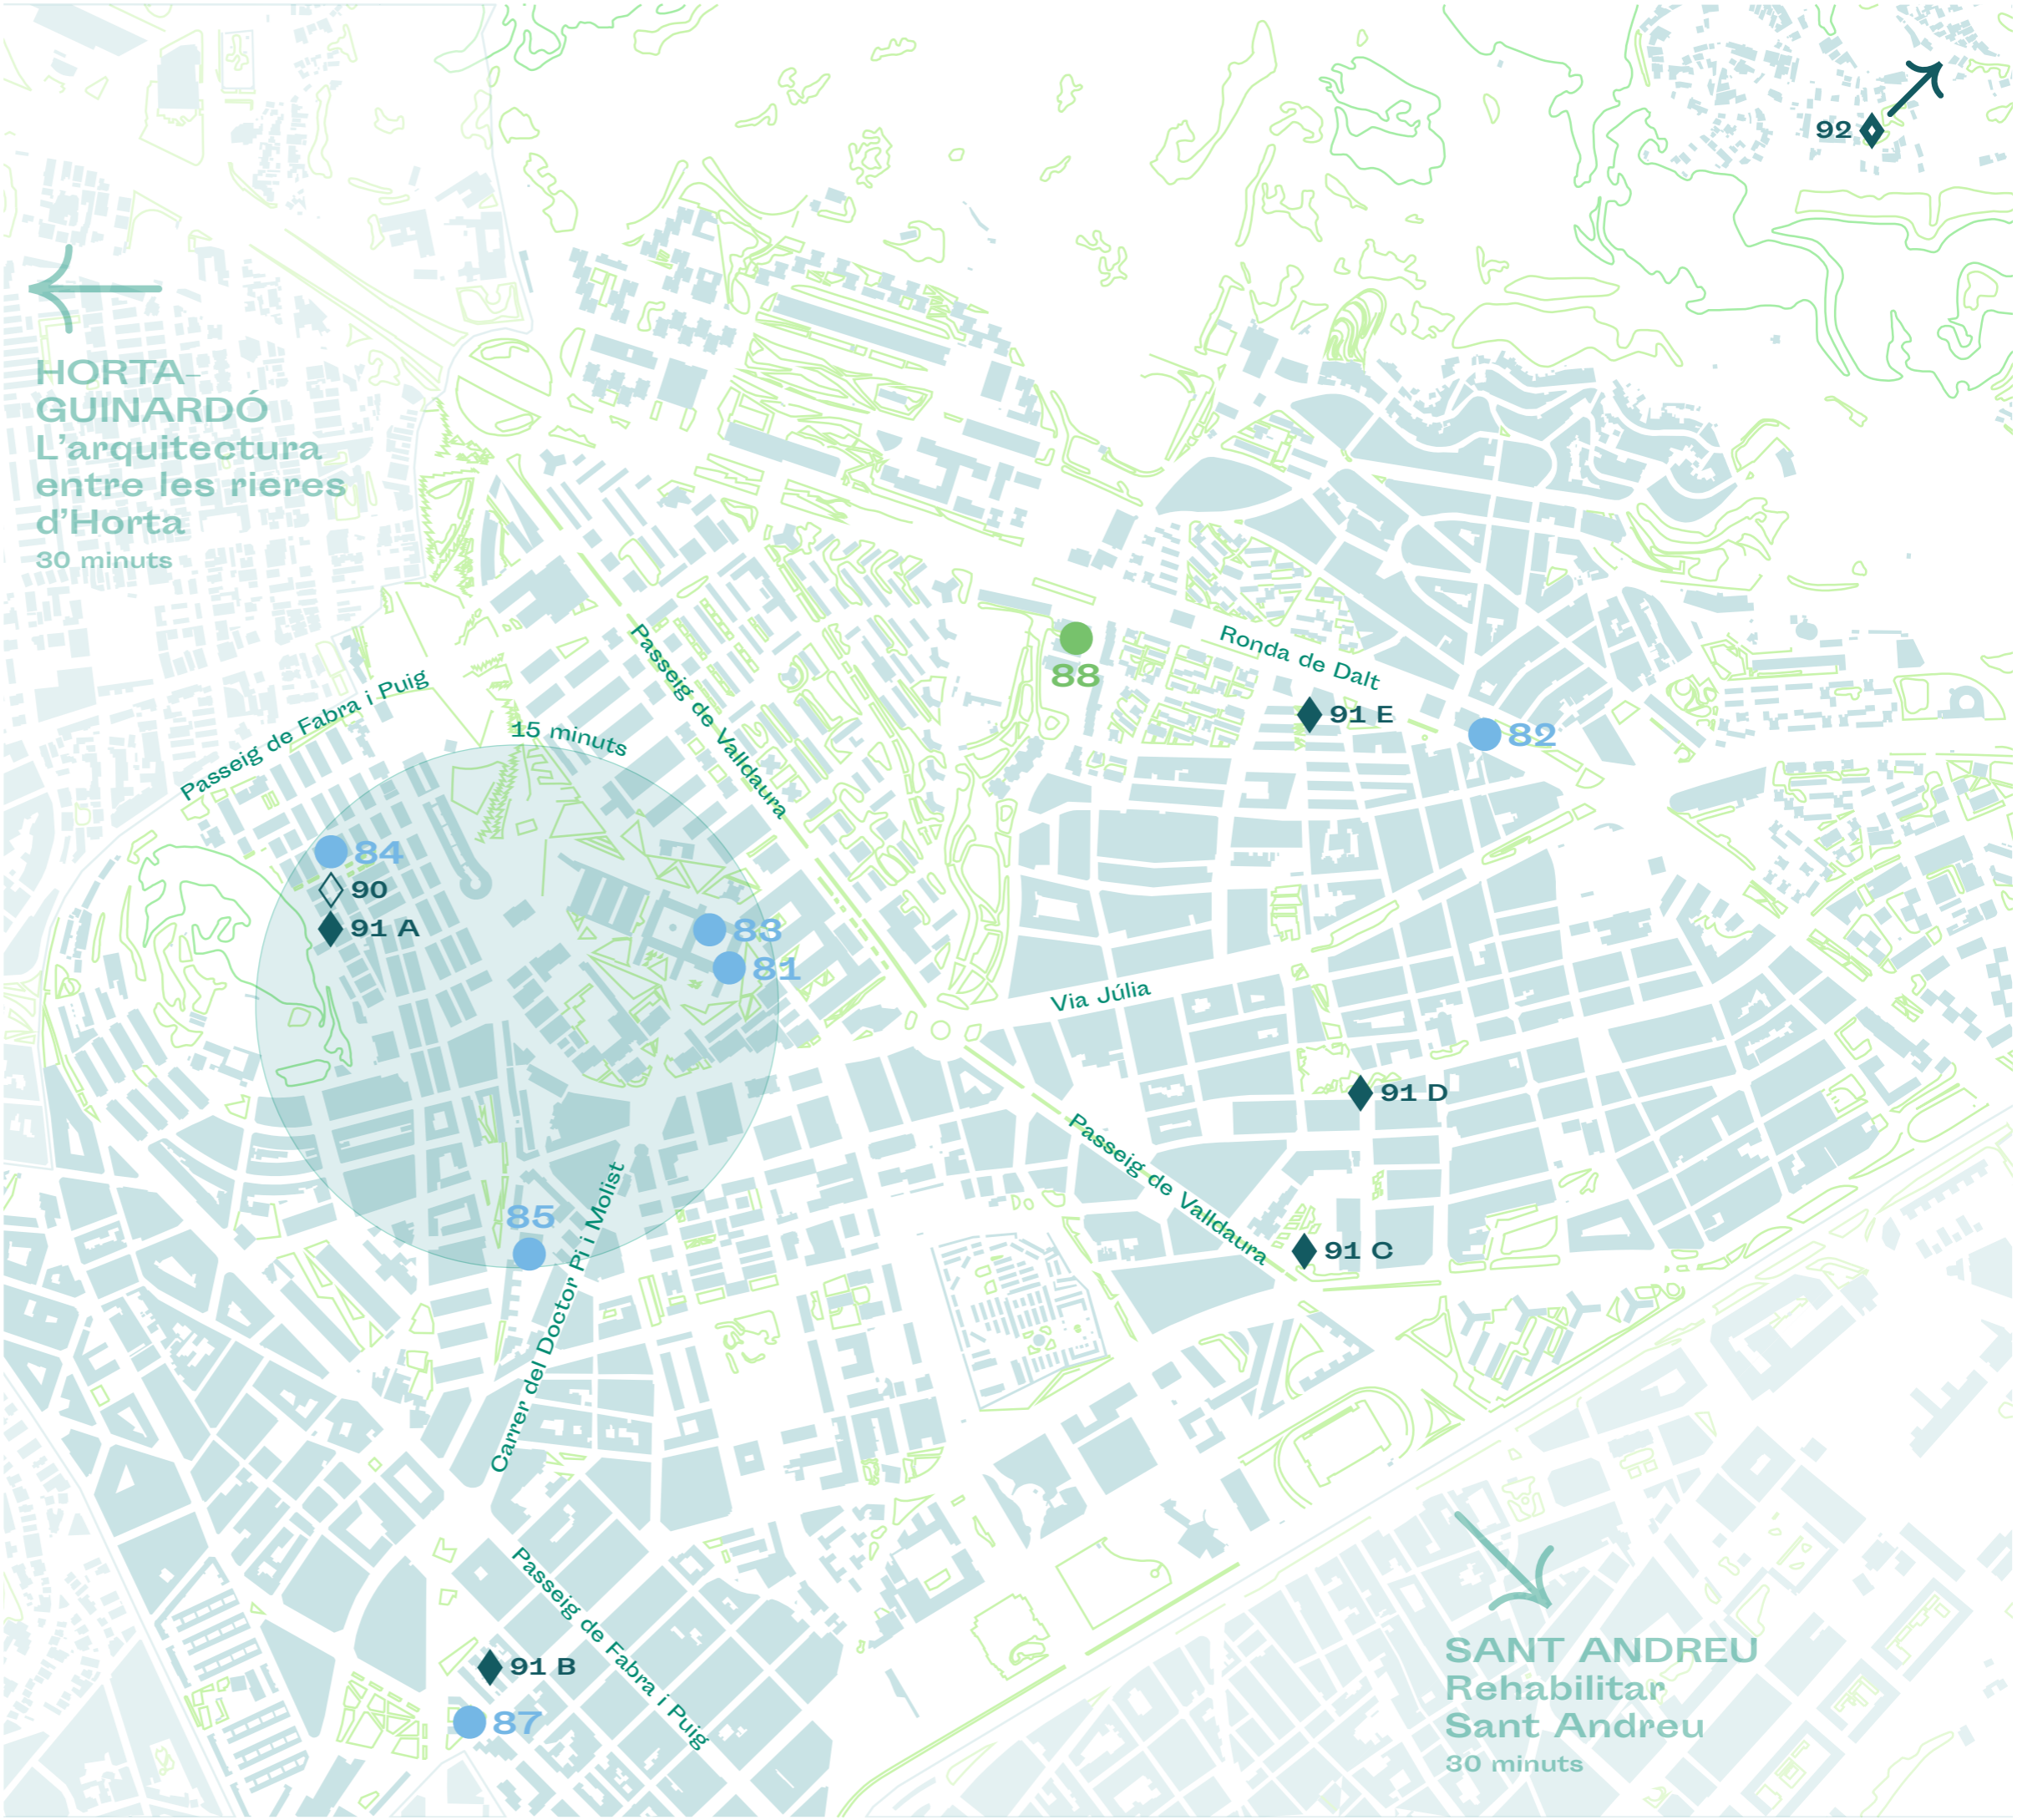 92
HORTA–
GUINARDÓ
L’arquitectura
entre les rieres
d’Horta
30 minuts
Passeig de Valldaura
Ronda de Dalt
88
91 E
82
Passeig de Fabra i Puig
15 minuts
84
90
91 A
83
81
Via Júlia
91 D
Passeig de Valldaura
85
91 C
Carrer del Doctor Pi i Molist
Passeig de Fabra i Puig
91 B
87
SANT ANDREU
Rehabilitar
Sant Andreu
30 minuts